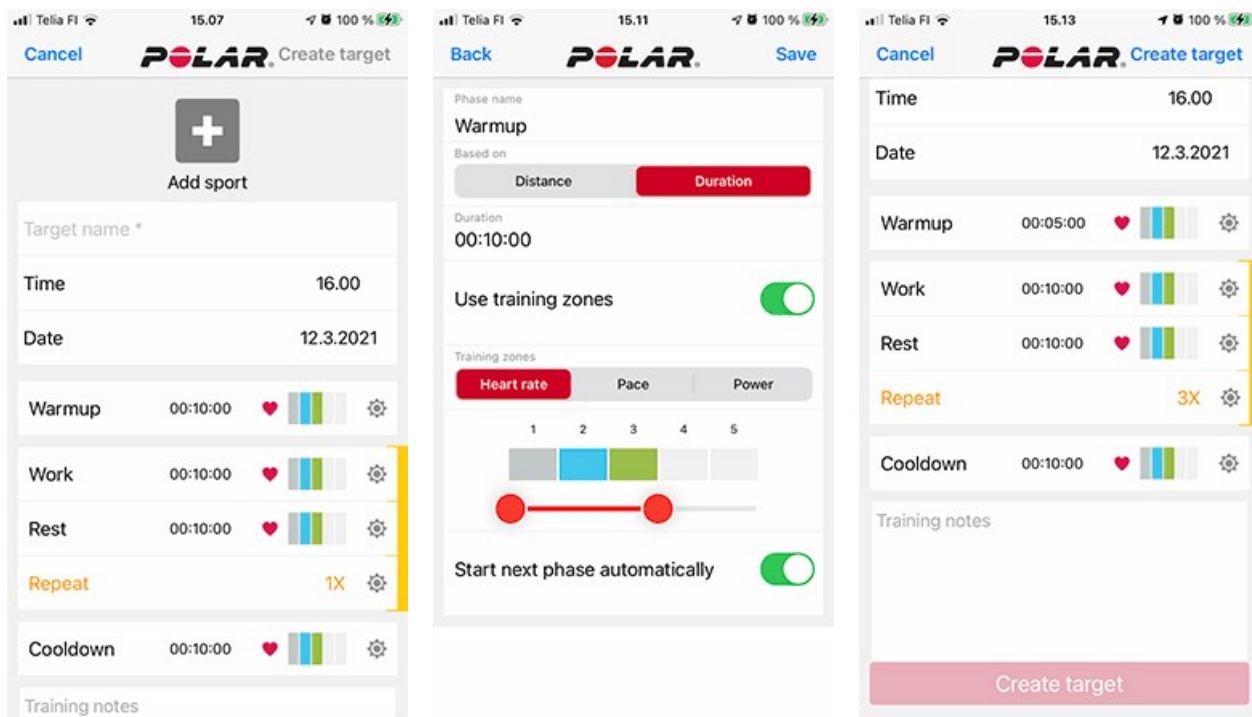 Telia FI 15.07 100 %
Cancel POLAR. Create target
Add sport
Target name *
Time 16.00
Date 12.3.2021
Warmup 00:10:00
Work 00:10:00
Rest 00:10:00
Repeat 1X
Cooldown 00:10:00
Training notes
Telia FI 15.11 100 %
Back POLAR. Save
Phase name
Warmup
Based on
Distance Duration
Duration
00:10:00
Use training zones
Training zones
Heart rate Pace Power
1 2 3 4 5
Start next phase automatically
Telia FI 15.13 100 %
Cancel POLAR. Create target
Time 16.00
Date 12.3.2021
Warmup 00:05:00
Work 00:10:00
Rest 00:10:00
Repeat 3X
Cooldown 00:10:00
Training notes
Create target